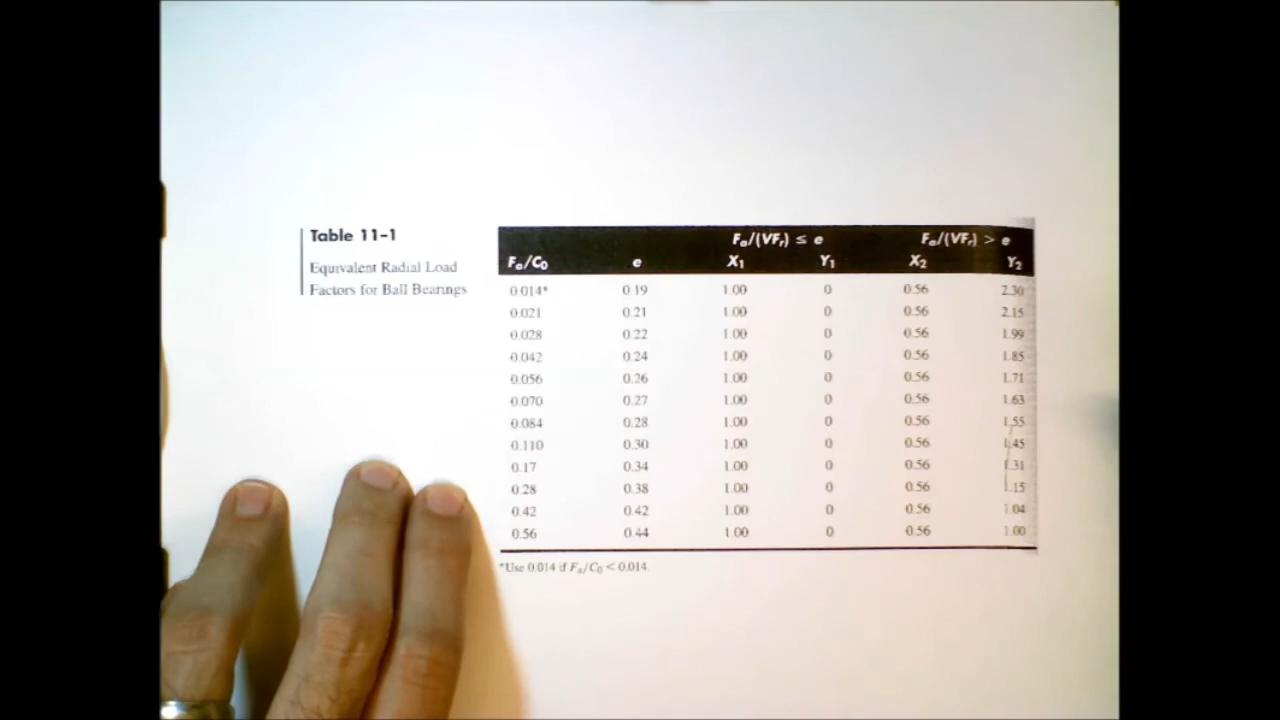 Table 11–1
Equivalent Radial Load
Factors for Ball Bearings
Fa/(VFr) ≤ e Fa/(VFr) > e
Fa/C0 e X1 Y1 X2 Y2
0.014* 0.19 1.00 0 0.56 2.30
0.021 0.21 1.00 0 0.56 2.15
0.028 0.22 1.00 0 0.56 1.99
0.042 0.24 1.00 0 0.56 1.85
0.056 0.26 1.00 0 0.56 1.71
0.070 0.27 1.00 0 0.56 1.63
0.084 0.28 1.00 0 0.56 1.55
0.110 0.30 1.00 0 0.56 1.45
0.17 0.34 1.00 0 0.56 1.31
0.28 0.38 1.00 0 0.56 1.15
0.42 0.42 1.00 0 0.56 1.04
0.56 0.44 1.00 0 0.56 1.00
*Use 0.014 if Fa/C0 < 0.014.